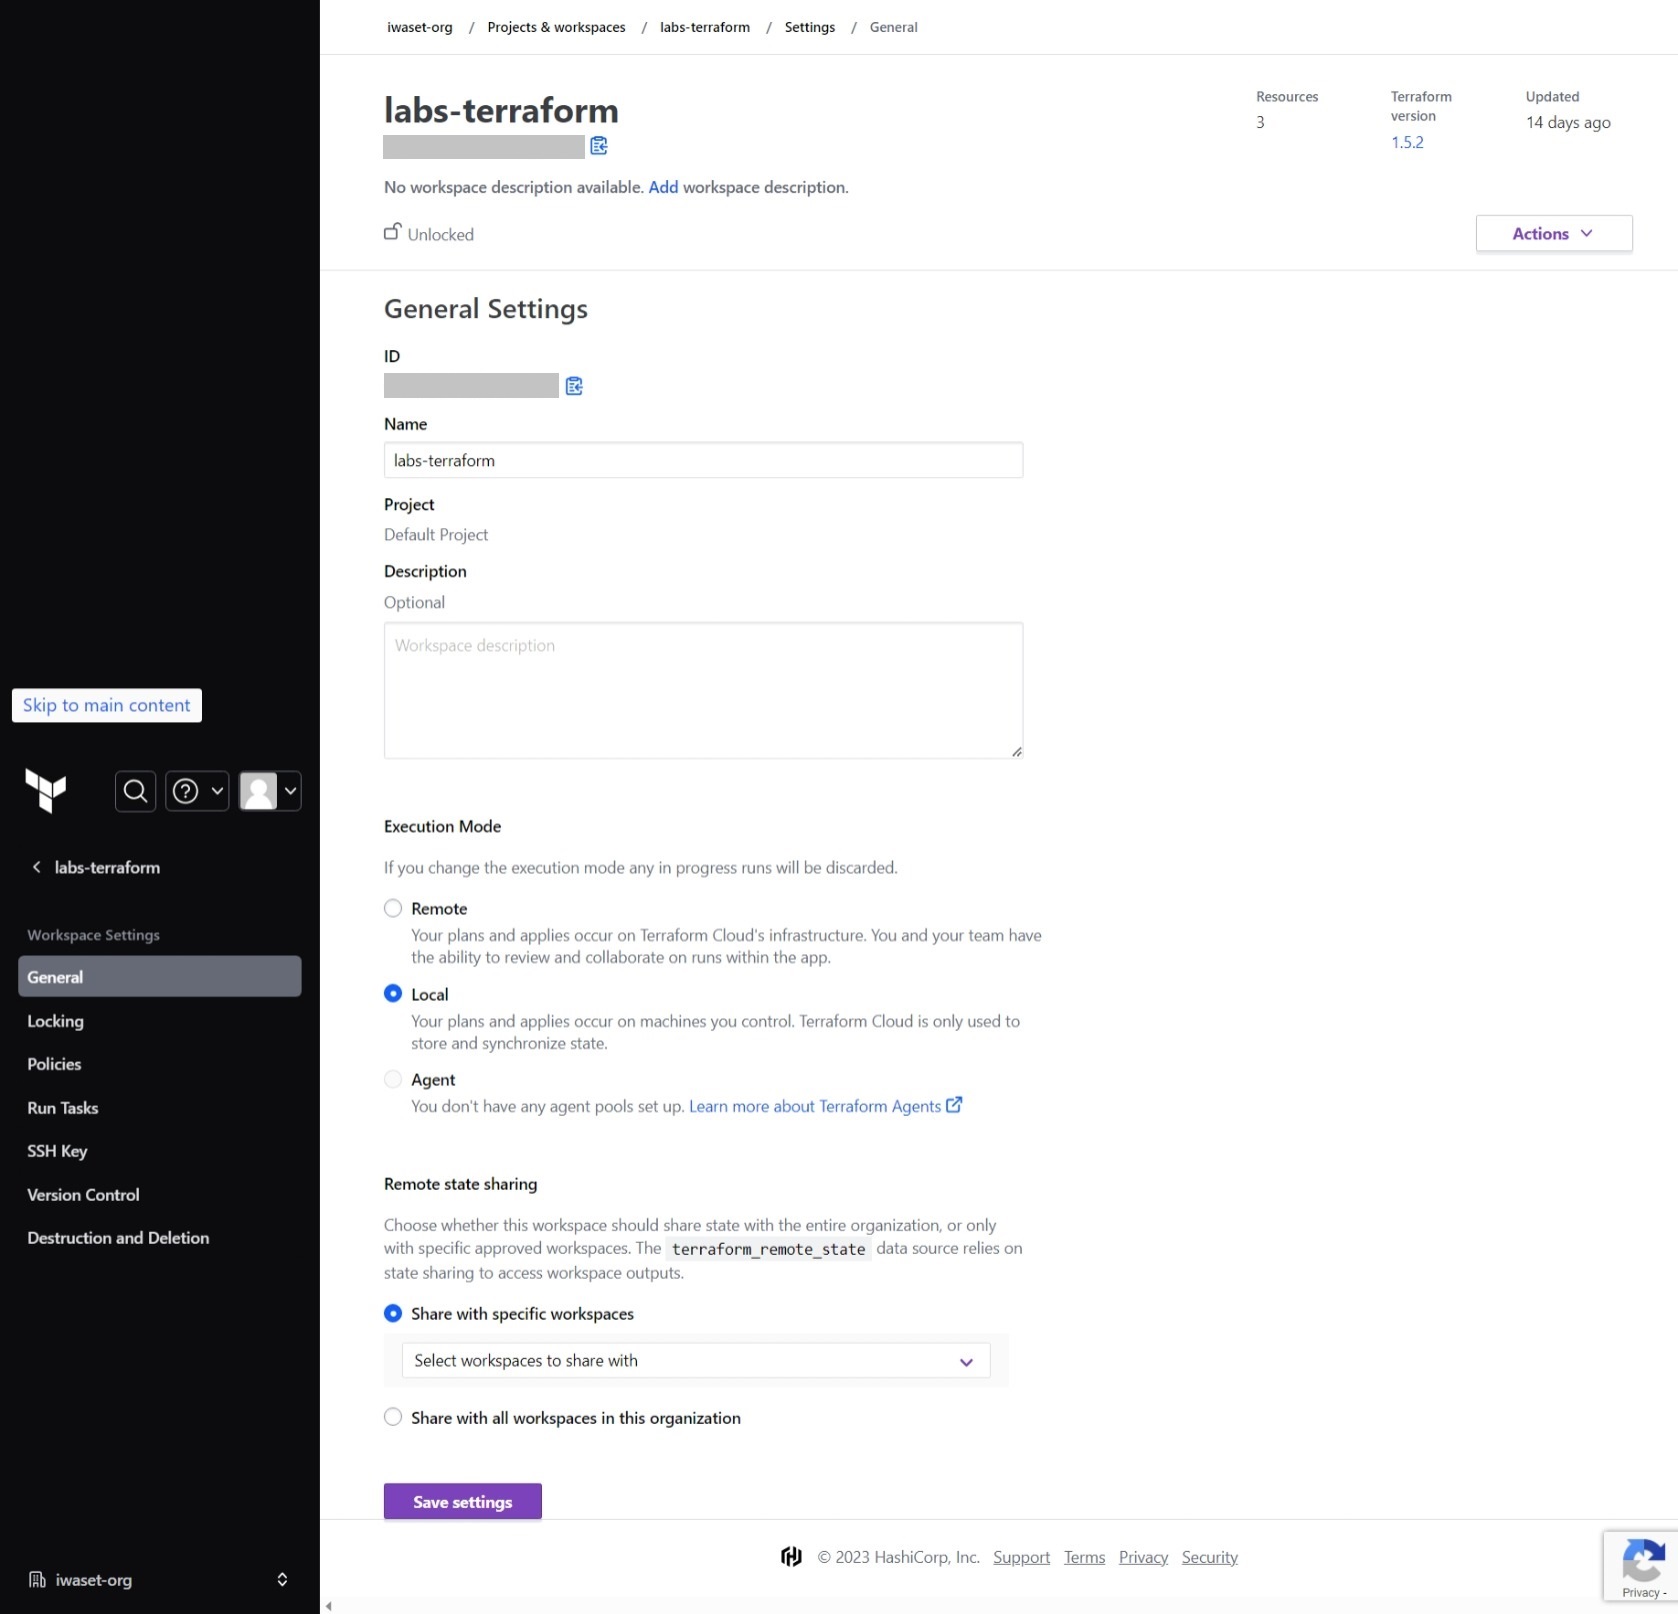 iwaset-org / Projects & workspaces / labs-terraform / Settings / General
labs-terraform
Resources
3
Terraform
version
1.5.2
Updated
14 days ago
No workspace description available. Add workspace description.
Unlocked
Actions
General Settings
ID
Name
labs-terraform
Project
Default Project
Description
Optional
Workspace description
Skip to main content
labs-terraform
Workspace Settings
General
Locking
Policies
Run Tasks
SSH Key
Version Control
Destruction and Deletion
iwaset-org
Execution Mode
If you change the execution mode any in progress runs will be discarded.
Remote
Your plans and applies occur on Terraform Cloud's infrastructure. You and your team have
the ability to review and collaborate on runs within the app.
Local
Your plans and applies occur on machines you control. Terraform Cloud is only used to
store and synchronize state.
Agent
You don't have any agent pools set up. Learn more about Terraform Agents
Remote state sharing
Choose whether this workspace should share state with the entire organization, or only
with specific approved workspaces. The terraform_remote_state data source relies on
state sharing to access workspace outputs.
Share with specific workspaces
Select workspaces to share with
Share with all workspaces in this organization
Save settings
© 2023 HashiCorp, Inc. Support Terms Privacy Security
Privacy -